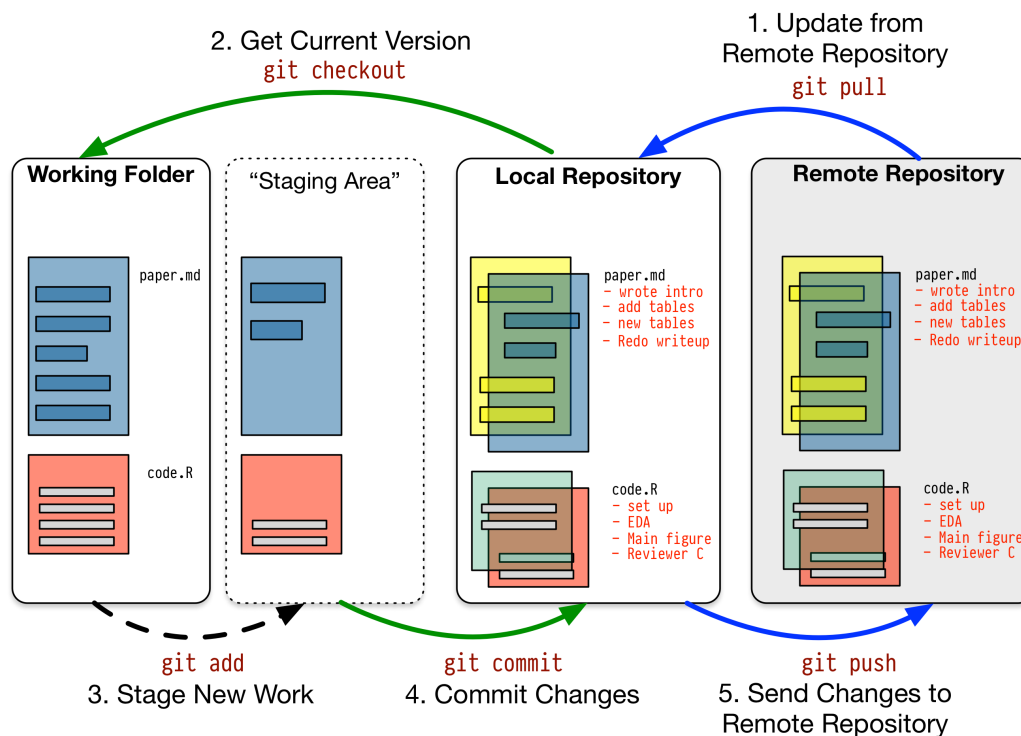 1. Update from
Remote Repository
git pull
2. Get Current Version
git checkout
Working Folder
paper.md
code.R
“Staging Area”
Local Repository
paper.md
- wrote intro
- add tables
- new tables
- Redo writeup
code.R
- set up
- EDA
- Main figure
- Reviewer C
Remote Repository
paper.md
- wrote intro
- add tables
- new tables
- Redo writeup
code.R
- set up
- EDA
- Main figure
- Reviewer C
git add
3. Stage New Work
git commit
4. Commit Changes
git push
5. Send Changes to
Remote Repository